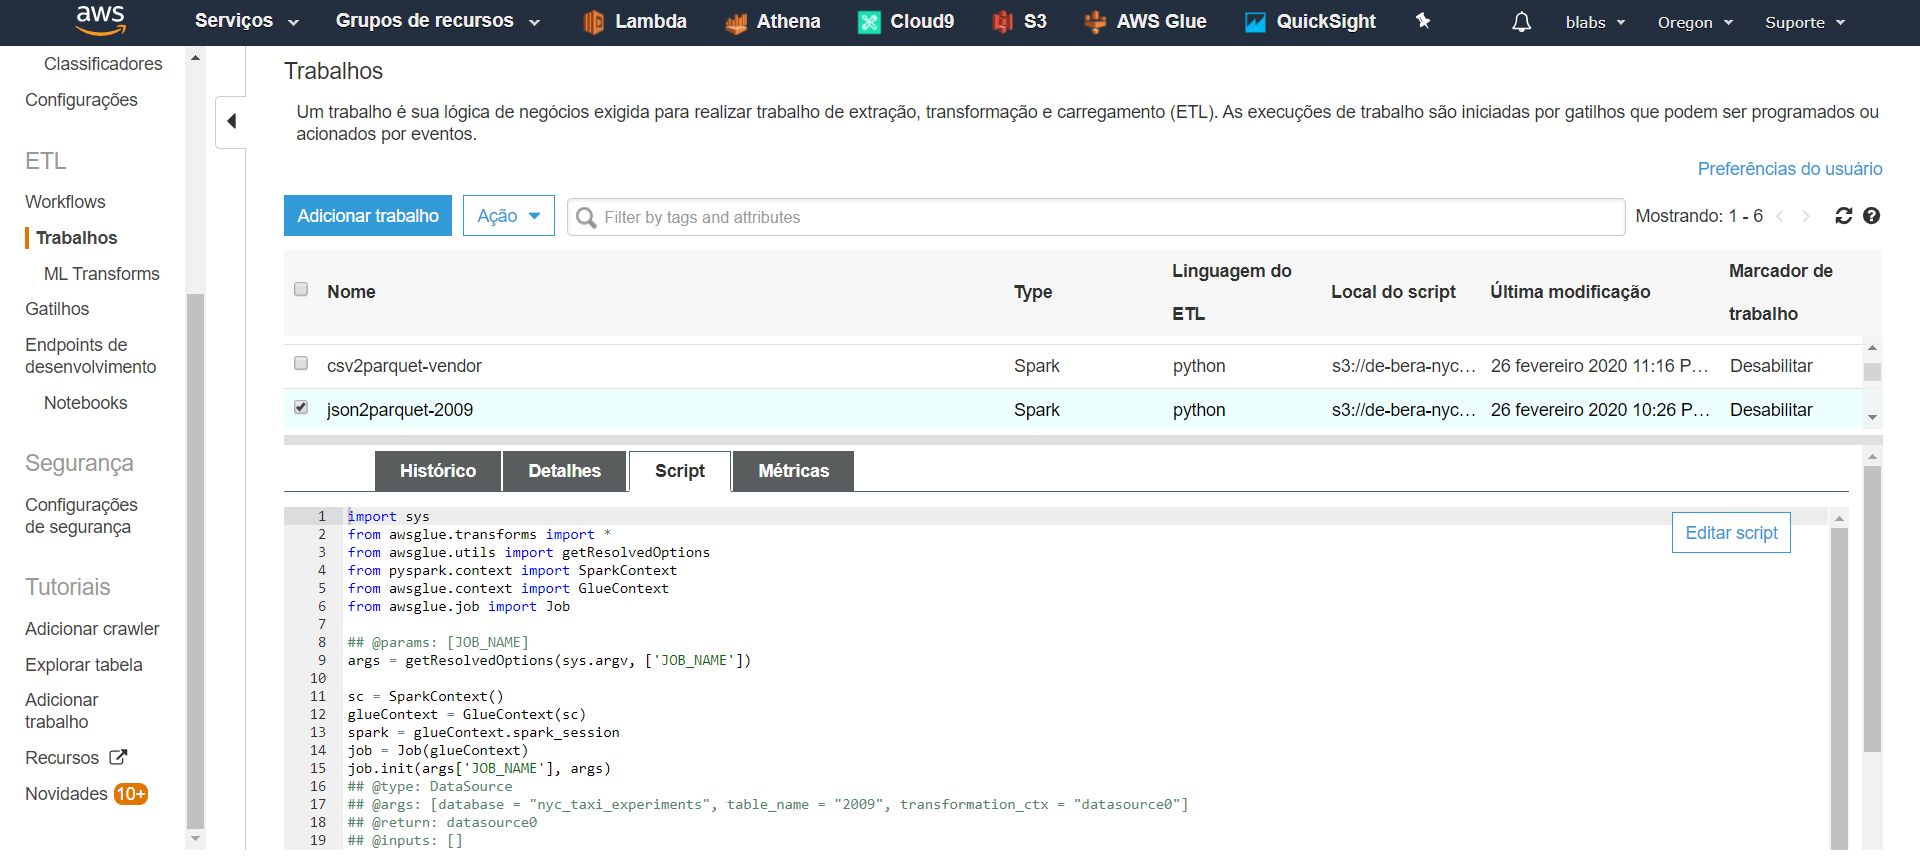 aws Serviços Grupos de recursos Lambda Athena Cloud9 S3 AWS Glue QuickSight blabs Oregon Suporte
Classificadores
Configurações
ETL
Workflows
Trabalhos
ML Transforms
Gatilhos
Endpoints de
desenvolvimento
Notebooks
Segurança
Configurações
de segurança
Tutoriais
Adicionar crawler
Explorar tabela
Adicionar
trabalho
Recursos
Novidades 10+
Trabalhos
Um trabalho é sua lógica de negócios exigida para realizar trabalho de extração, transformação e carregamento (ETL). As execuções de trabalho são iniciadas por gatilhos que podem ser programados ou
acionados por eventos.
Preferências do usuário
Adicionar trabalho Ação Filter by tags and attributes Mostrando: 1 - 6
Nome Type Linguagem do ETL Local do script Última modificação Marcador de trabalho
csv2parquet-vendor Spark python s3://de-bera-nyc... 26 fevereiro 2020 11:16 P... Desabilitar
json2parquet-2009 Spark python s3://de-bera-nyc... 26 fevereiro 2020 10:26 P... Desabilitar
Histórico Detalhes Script Métricas
Editar script
1 import sys
2 from awsglue.transforms import *
3 from awsglue.utils import getResolvedOptions
4 from pyspark.context import SparkContext
5 from awsglue.context import GlueContext
6 from awsglue.job import Job
7
8 ## @params: [JOB_NAME]
9 args = getResolvedOptions(sys.argv, ['JOB_NAME'])
10
11 sc = SparkContext()
12 glueContext = GlueContext(sc)
13 spark = glueContext.spark_session
14 job = Job(glueContext)
15 job.init(args['JOB_NAME'], args)
16 ## @type: DataSource
17 ## @args: [database = "nyc_taxi_experiments", table_name = "2009", transformation_ctx = "datasource0"]
18 ## @return: datasource0
19 ## @inputs: []